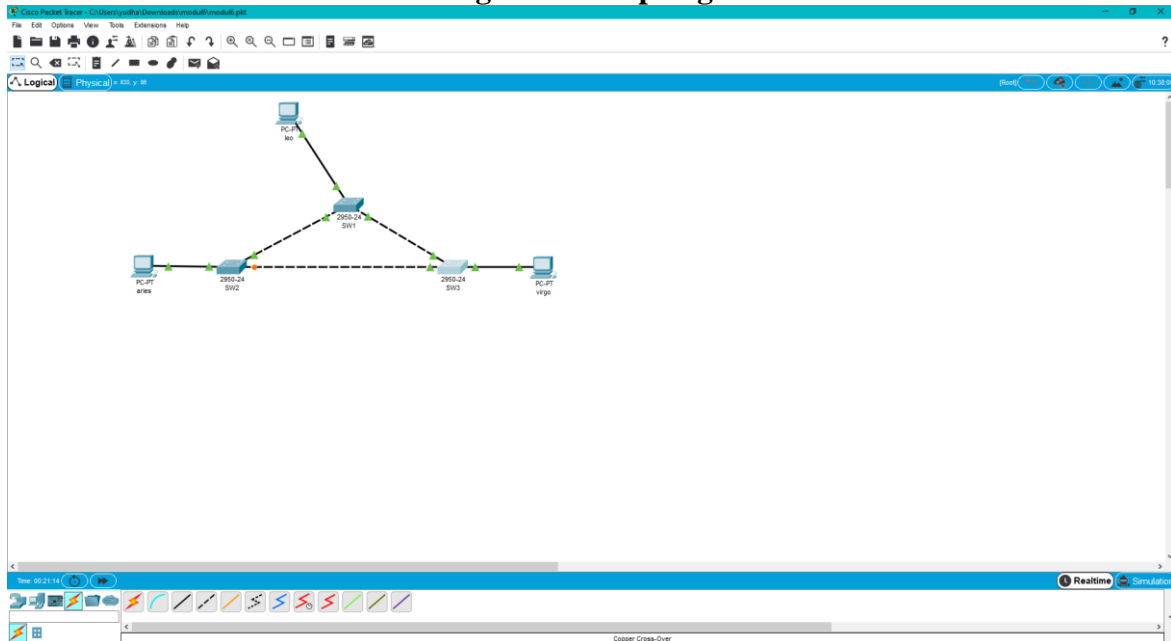 Cisco Packet Tracer - C:\Users\yudha\Downloads\modul6\modul6.pkt
File Edit Options View Tools Extensions Help
?
Logical Physical x: 333, y: 88
[Root] 10:38:0
PC-PT
leo
2950-24
SW1
PC-PT
aries
2950-24
SW2
2950-24
SW3
PC-PT
virgo
Time: 00:21:14
Realtime Simulation
Copper Cross-Over